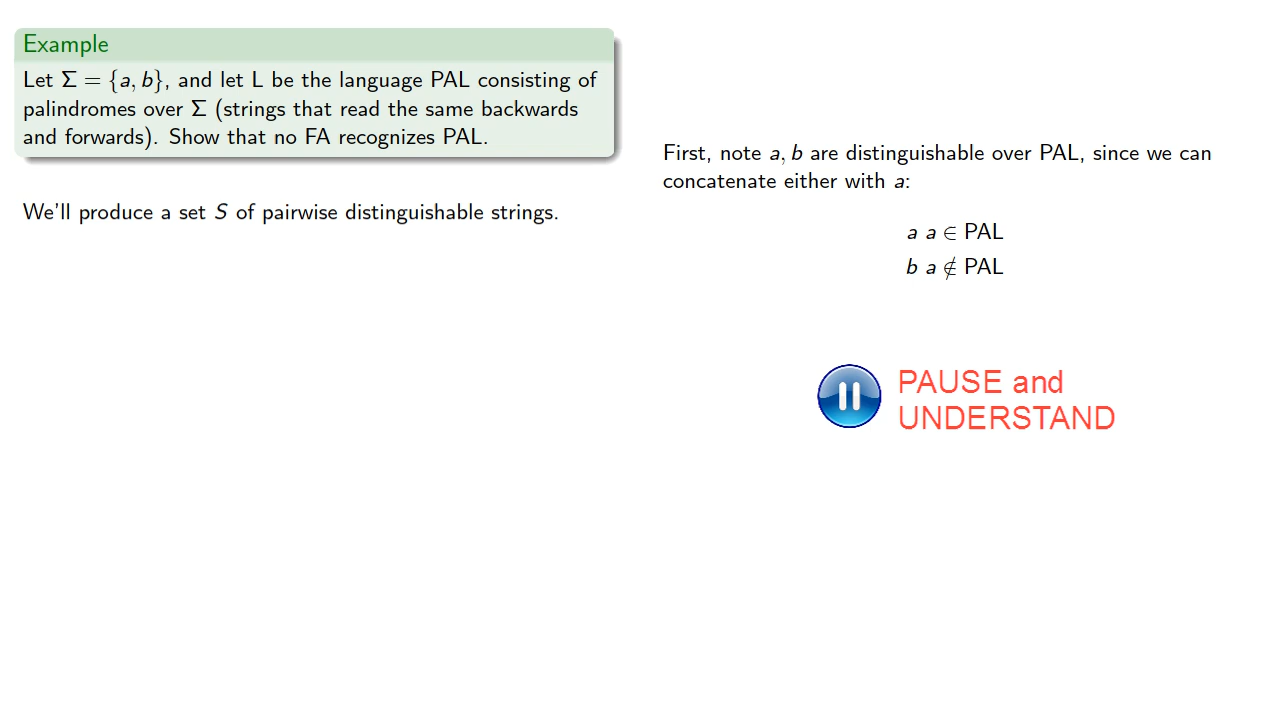 Example
Let Σ = {a, b}, and let L be the language PAL consisting of
palindromes over Σ (strings that read the same backwards
and forwards). Show that no FA recognizes PAL.
We'll produce a set S of pairwise distinguishable strings.
First, note a, b are distinguishable over PAL, since we can
concatenate either with a:
a a ∈ PAL
b a ∉ PAL
PAUSE and
UNDERSTAND